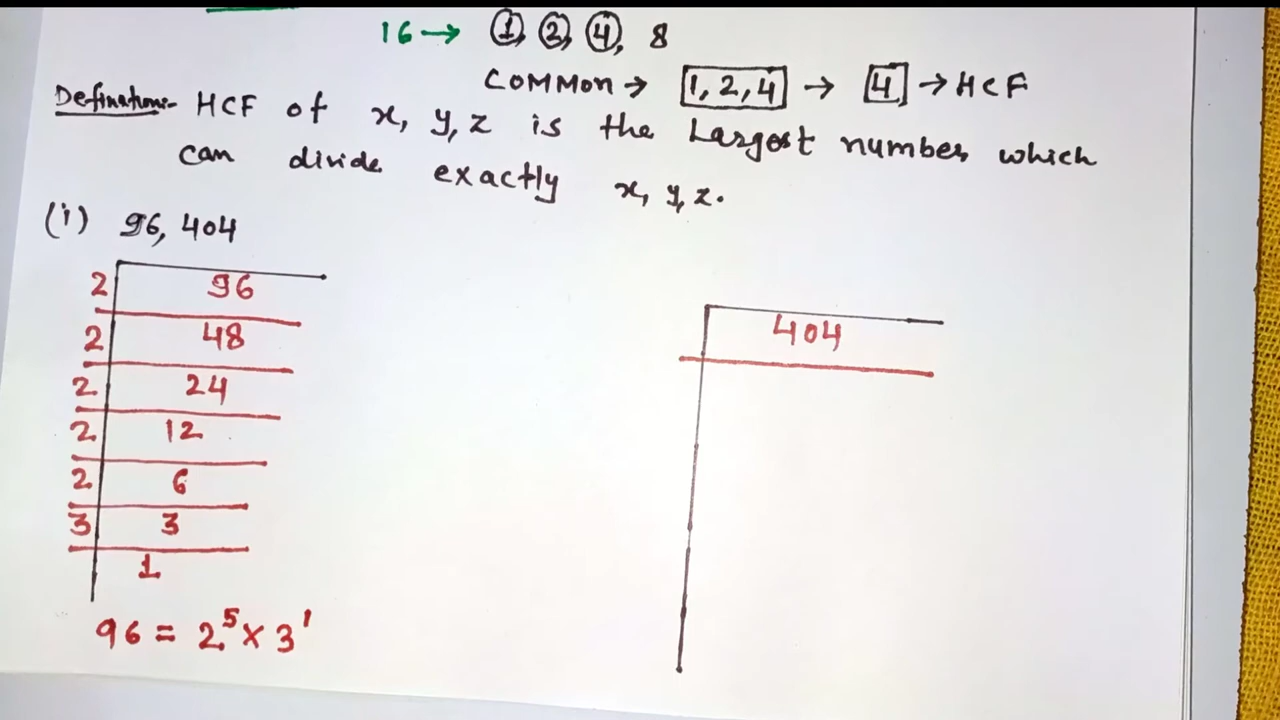 16 → 1, 2, 4, 8
COMMON → 1, 2, 4 → 4 → HCF
Defination:- HCF of x, y, z is the Largest number which
can divide exactly x, y, z.
(i) 96, 404
2 96
2 48
2 24
2 12
2 6
3 3
1
96 = 2⁵ × 3¹
404